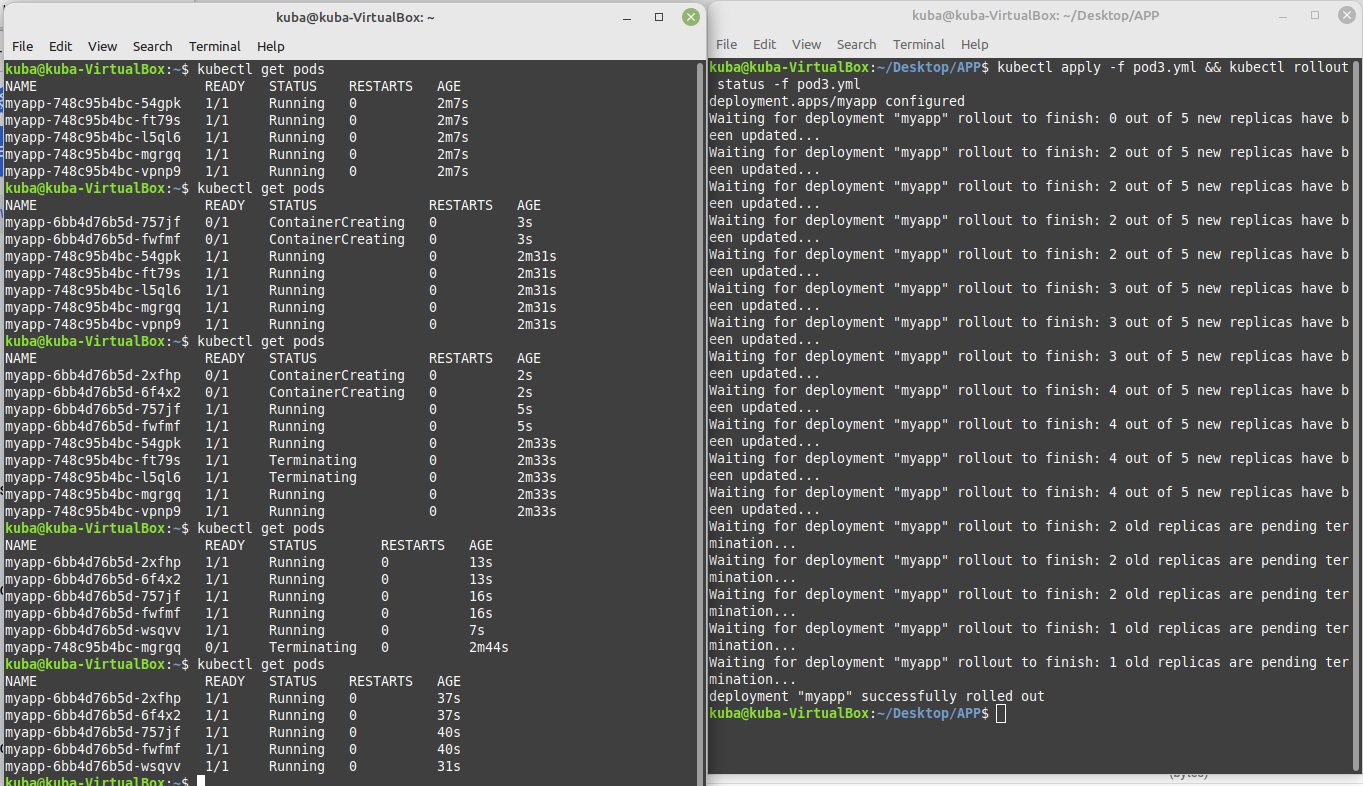 kuba@kuba-VirtualBox: ~
File Edit View Search Terminal Help
kuba@kuba-VirtualBox:~$ kubectl get pods
NAME READY STATUS RESTARTS AGE
myapp-748c95b4bc-54gpk 1/1 Running 0 2m7s
myapp-748c95b4bc-ft79s 1/1 Running 0 2m7s
myapp-748c95b4bc-l5ql6 1/1 Running 0 2m7s
myapp-748c95b4bc-mgrgq 1/1 Running 0 2m7s
myapp-748c95b4bc-vpnp9 1/1 Running 0 2m7s
kuba@kuba-VirtualBox:~$ kubectl get pods
NAME READY STATUS RESTARTS AGE
myapp-6bb4d76b5d-757jf 0/1 ContainerCreating 0 3s
myapp-6bb4d76b5d-fwfmf 0/1 ContainerCreating 0 3s
myapp-748c95b4bc-54gpk 1/1 Running 0 2m31s
myapp-748c95b4bc-ft79s 1/1 Running 0 2m31s
myapp-748c95b4bc-l5ql6 1/1 Running 0 2m31s
myapp-748c95b4bc-mgrgq 1/1 Running 0 2m31s
myapp-748c95b4bc-vpnp9 1/1 Running 0 2m31s
kuba@kuba-VirtualBox:~$ kubectl get pods
NAME READY STATUS RESTARTS AGE
myapp-6bb4d76b5d-2xfhp 0/1 ContainerCreating 0 2s
myapp-6bb4d76b5d-6f4x2 0/1 ContainerCreating 0 2s
myapp-6bb4d76b5d-757jf 1/1 Running 0 5s
myapp-6bb4d76b5d-fwfmf 1/1 Running 0 5s
myapp-748c95b4bc-54gpk 1/1 Running 0 2m33s
myapp-748c95b4bc-ft79s 1/1 Terminating 0 2m33s
myapp-748c95b4bc-l5ql6 1/1 Terminating 0 2m33s
myapp-748c95b4bc-mgrgq 1/1 Running 0 2m33s
myapp-748c95b4bc-vpnp9 1/1 Running 0 2m33s
kuba@kuba-VirtualBox:~$ kubectl get pods
NAME READY STATUS RESTARTS AGE
myapp-6bb4d76b5d-2xfhp 1/1 Running 0 13s
myapp-6bb4d76b5d-6f4x2 1/1 Running 0 13s
myapp-6bb4d76b5d-757jf 1/1 Running 0 16s
myapp-6bb4d76b5d-fwfmf 1/1 Running 0 16s
myapp-6bb4d76b5d-wsqvv 1/1 Running 0 7s
myapp-748c95b4bc-mgrgq 0/1 Terminating 0 2m44s
kuba@kuba-VirtualBox:~$ kubectl get pods
NAME READY STATUS RESTARTS AGE
myapp-6bb4d76b5d-2xfhp 1/1 Running 0 37s
myapp-6bb4d76b5d-6f4x2 1/1 Running 0 37s
myapp-6bb4d76b5d-757jf 1/1 Running 0 40s
myapp-6bb4d76b5d-fwfmf 1/1 Running 0 40s
myapp-6bb4d76b5d-wsqvv 1/1 Running 0 31s
kuba@kuba-VirtualBox:~$
kuba@kuba-VirtualBox: ~/Desktop/APP
File Edit View Search Terminal Help
kuba@kuba-VirtualBox:~/Desktop/APP$ kubectl apply -f pod3.yml && kubectl rollout
status -f pod3.yml
deployment.apps/myapp configured
Waiting for deployment "myapp" rollout to finish: 0 out of 5 new replicas have b
een updated...
Waiting for deployment "myapp" rollout to finish: 2 out of 5 new replicas have b
een updated...
Waiting for deployment "myapp" rollout to finish: 2 out of 5 new replicas have b
een updated...
Waiting for deployment "myapp" rollout to finish: 2 out of 5 new replicas have b
een updated...
Waiting for deployment "myapp" rollout to finish: 2 out of 5 new replicas have b
een updated...
Waiting for deployment "myapp" rollout to finish: 3 out of 5 new replicas have b
een updated...
Waiting for deployment "myapp" rollout to finish: 3 out of 5 new replicas have b
een updated...
Waiting for deployment "myapp" rollout to finish: 3 out of 5 new replicas have b
een updated...
Waiting for deployment "myapp" rollout to finish: 4 out of 5 new replicas have b
een updated...
Waiting for deployment "myapp" rollout to finish: 4 out of 5 new replicas have b
een updated...
Waiting for deployment "myapp" rollout to finish: 4 out of 5 new replicas have b
een updated...
Waiting for deployment "myapp" rollout to finish: 4 out of 5 new replicas have b
een updated...
Waiting for deployment "myapp" rollout to finish: 2 old replicas are pending ter
mination...
Waiting for deployment "myapp" rollout to finish: 2 old replicas are pending ter
mination...
Waiting for deployment "myapp" rollout to finish: 2 old replicas are pending ter
mination...
Waiting for deployment "myapp" rollout to finish: 1 old replicas are pending ter
mination...
Waiting for deployment "myapp" rollout to finish: 1 old replicas are pending ter
mination...
deployment "myapp" successfully rolled out
kuba@kuba-VirtualBox:~/Desktop/APP$